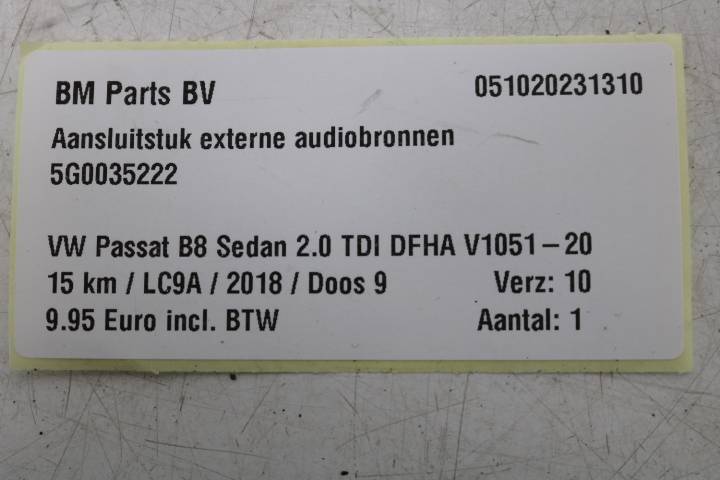 BM Parts BV 051020231310
Aansluitstuk externe audiobronnen
5G0035222
VW Passat B8 Sedan 2.0 TDI DFHA V1051-20
15 km / LC9A / 2018 / Doos 9 Verz: 10
9.95 Euro incl. BTW Aantal: 1